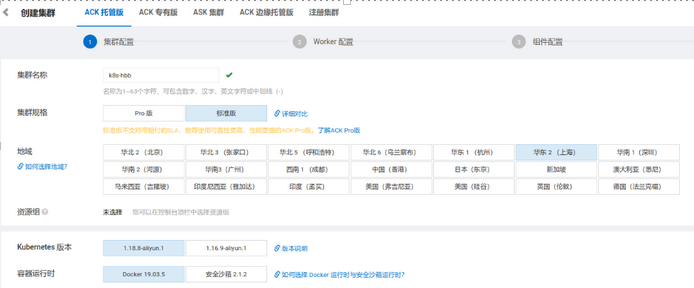 创建集群 ACK 托管版 ACK 专有版 ASK 集群 ACK 边缘托管版 注册集群
1 集群配置 2 Worker 配置 3 组件配置
集群名称 k8s-hbb
名称为1-63个字符，可包含数字、汉字、英文字符或中划线（-）
集群规格 Pro 版 标准版 详细对比
标准版不支持带赔付的SLA，推荐使用可靠性更高、性能更强的ACK Pro版，了解ACK Pro版
地域 华北 2（北京） 华北 3（张家口） 华北 5（呼和浩特） 华北 6（乌兰察布） 华东 1（杭州） 华东 2（上海） 华南 1（深圳）
如何选择地域? 华南 2（河源） 华南3（广州） 西南 1（成都） 中国（香港） 日本（东京） 新加坡 澳大利亚（悉尼）
马来西亚（吉隆坡） 印度尼西亚（雅加达） 印度（孟买） 美国（弗吉尼亚） 美国（硅谷） 英国（伦敦） 德国（法兰克福）
资源组 未选择 您可以在控制台顶栏中选择资源组
Kubernetes 版本 1.18.8-aliyun.1 1.16.9-aliyun.1 版本说明
容器运行时 Docker 19.03.5 安全沙箱 2.1.2 如何选择 Docker 运行时与安全沙箱运行时?